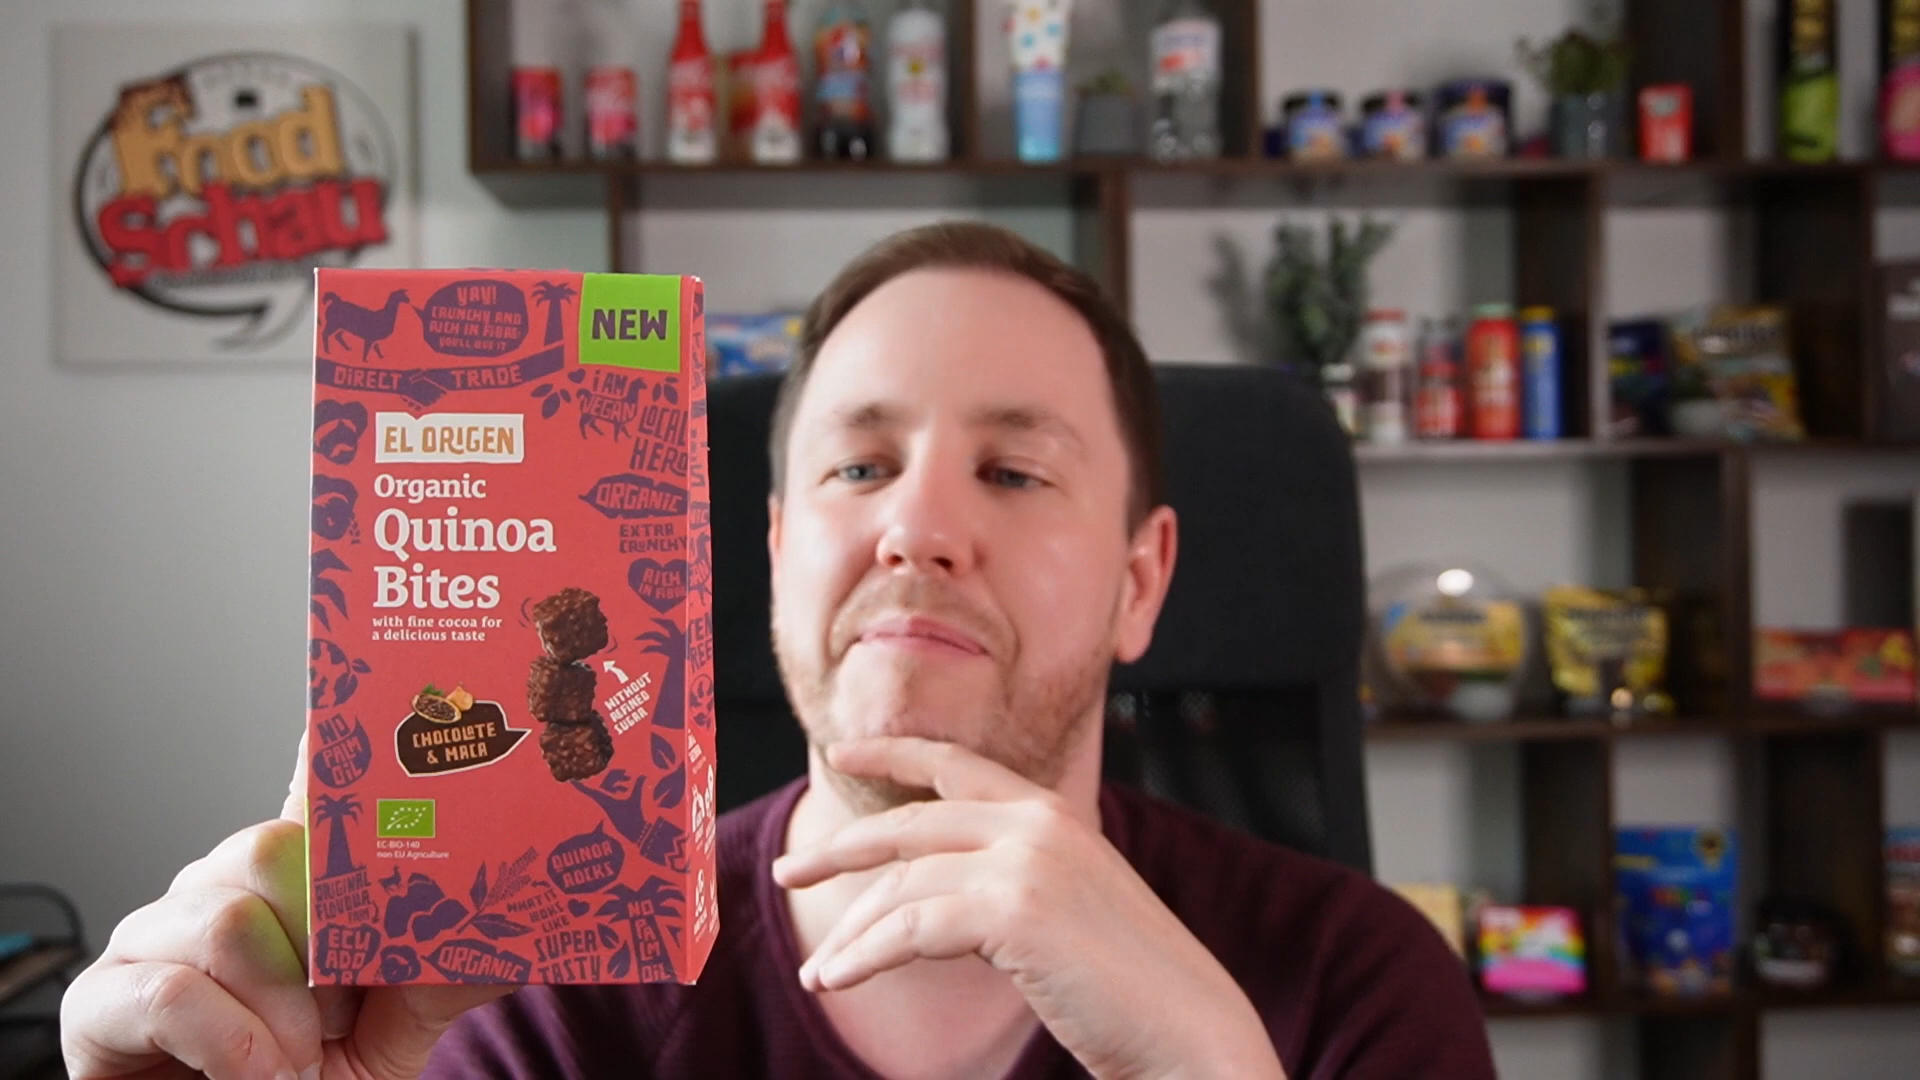 Food
Schau
YAY!
CRUNCHY AND
RICH IN FIBRE
YOU'LL LOVE IT
NEW
DIRECT TRADE
I AM
VEGAN
LOCAL
HERO
EL ORIGEN
Organic
Quinoa
Bites
with fine cocoa for
a delicious taste
ORGANIC
EXTRA
CRUNCHY
RICH
IN FIBRE
WITHOUT
REFINED
SUGAR
CHOCOLATE
& MACA
NO
PALM
OIL
EC-BIO-140
non EU Agriculture
QUINOA
ROCKS
ORIGINAL
FLAVOUR
WHAT IT
LOOKS
LIKE
SUPER
TASTY
NO
PALM
OIL
ECU
ADO
R
ORGANIC